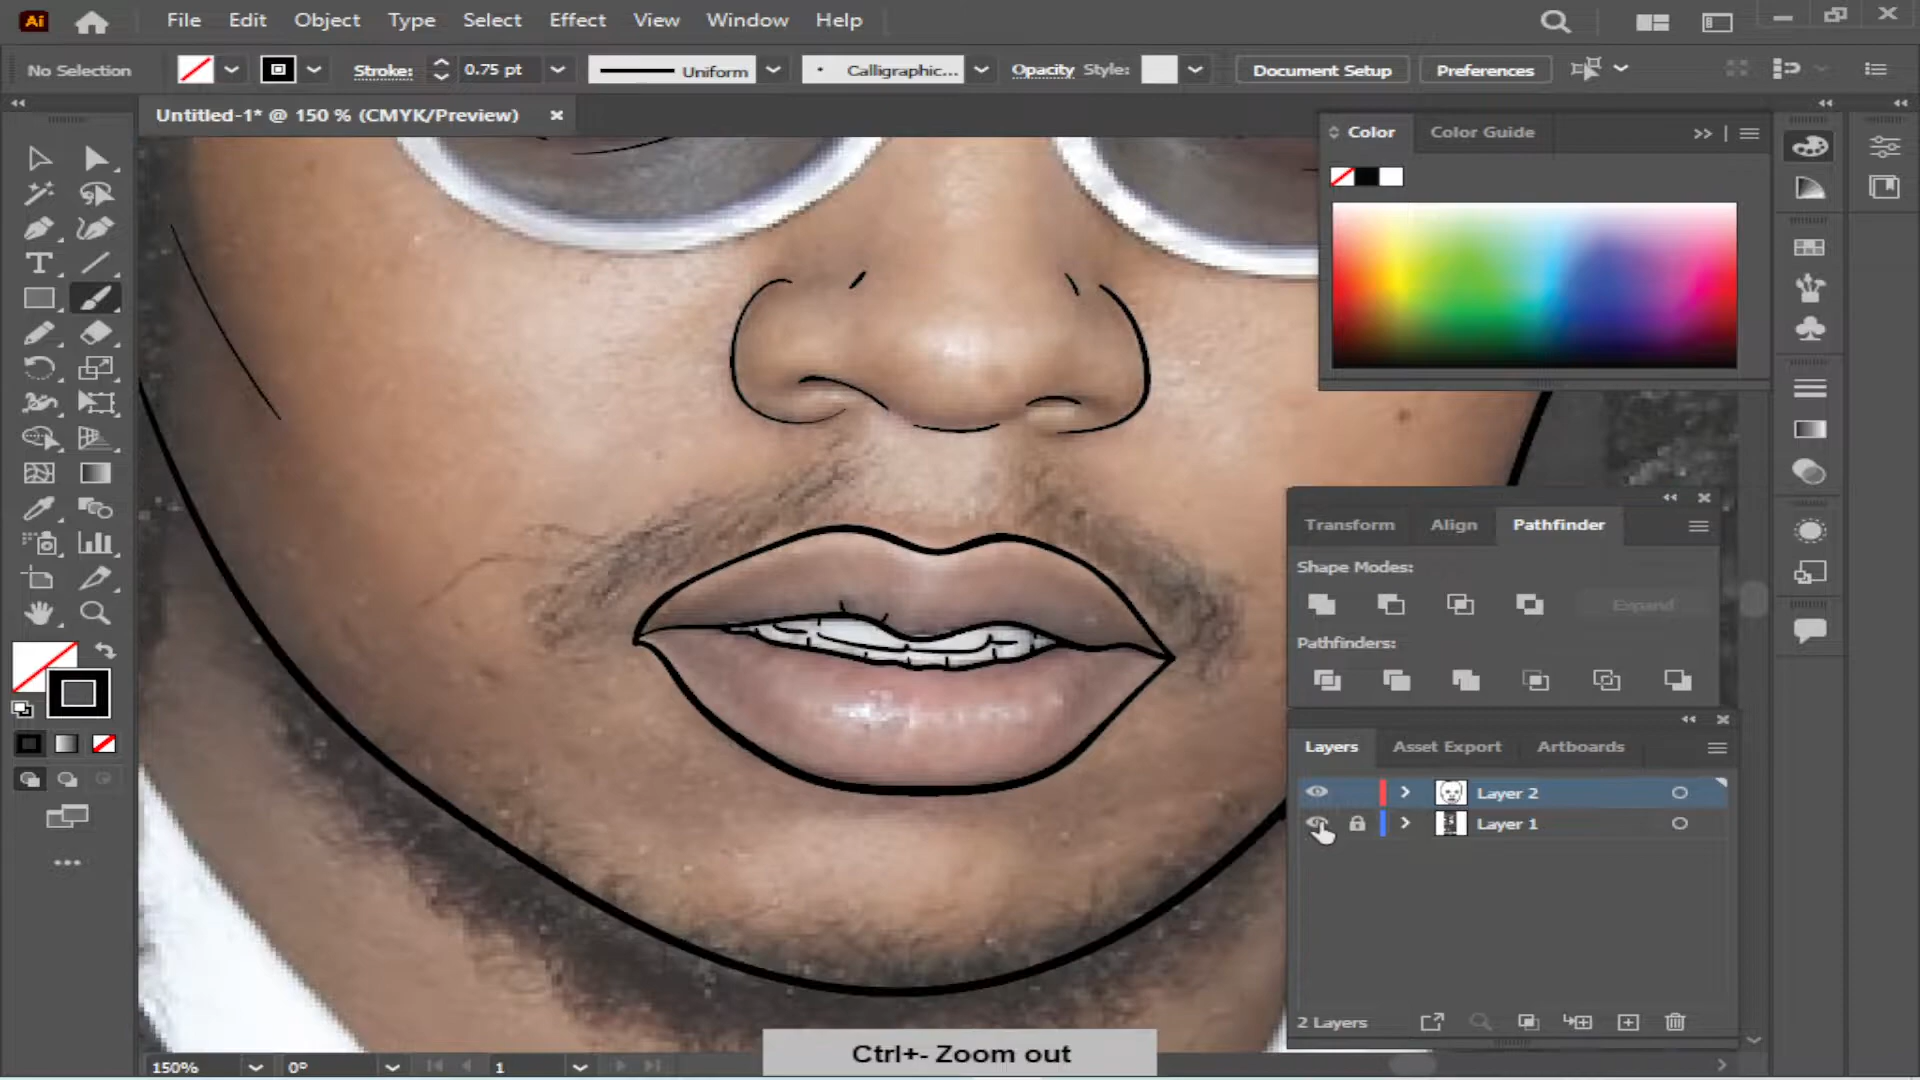 Ai File Edit Object Type Select Effect View Window Help
No Selection Stroke: 0.75 pt Uniform Calligraphic... Opacity Style: Document Setup Preferences
Untitled-1* @ 150 % (CMYK/Preview)
Color Color Guide
Transform Align Pathfinder
Shape Modes:
Expand
Pathfinders:
Layers Asset Export Artboards
Layer 2
Layer 1
2 Layers
Ctrl+- Zoom out
150% 0° 1